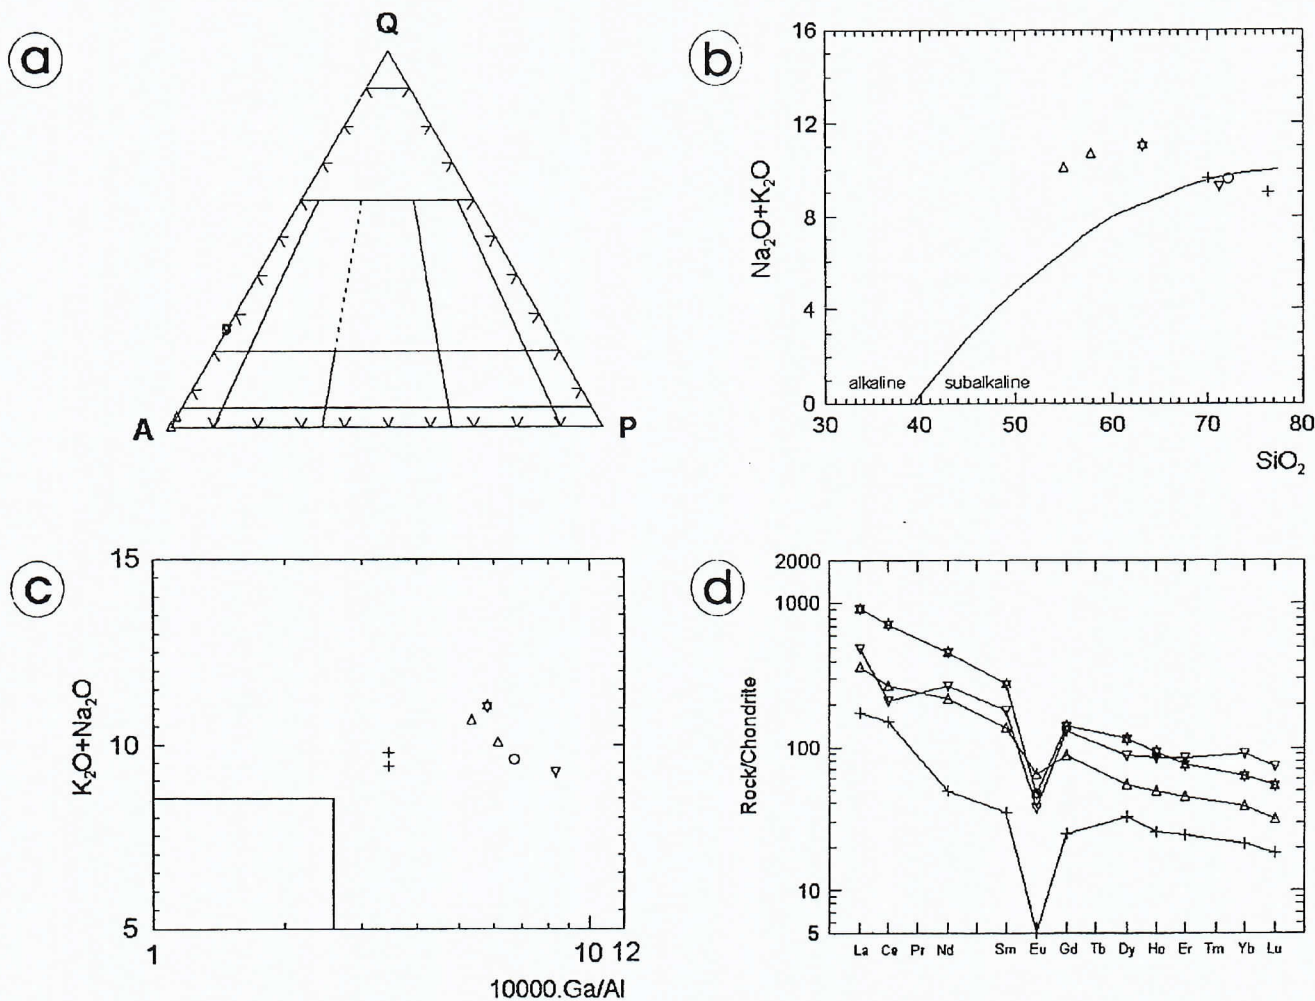 a
Q
A
P
b
16
12
8
4
0
Na₂O+K₂O
alkaline
subalkaline
30
40
50
60
70
80
SiO₂
c
15
10
5
K₂O+Na₂O
1
10 12
10000.Ga/Al
d
2000
1000
100
10
5
Rock/Chondrite
La Ce Pr Nd Sm Eu Gd Tb Dy Ho Er Tm Yb Lu